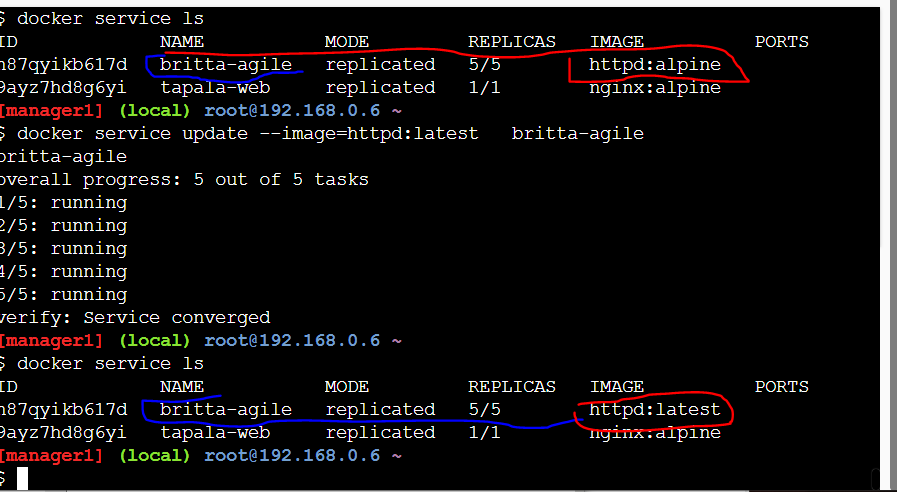 $ docker service ls
ID NAME MODE REPLICAS IMAGE PORTS
n87qyikb617d britta-agile replicated 5/5 httpd:alpine
9ayz7hd8g6yi tapala-web replicated 1/1 nginx:alpine
[manager1] (local) root@192.168.0.6 ~
$ docker service update --image=httpd:latest britta-agile
britta-agile
overall progress: 5 out of 5 tasks
1/5: running
2/5: running
3/5: running
4/5: running
5/5: running
verify: Service converged
[manager1] (local) root@192.168.0.6 ~
$ docker service ls
ID NAME MODE REPLICAS IMAGE PORTS
n87qyikb617d britta-agile replicated 5/5 httpd:latest
9ayz7hd8g6yi tapala-web replicated 1/1 nginx:alpine
[manager1] (local) root@192.168.0.6 ~
$